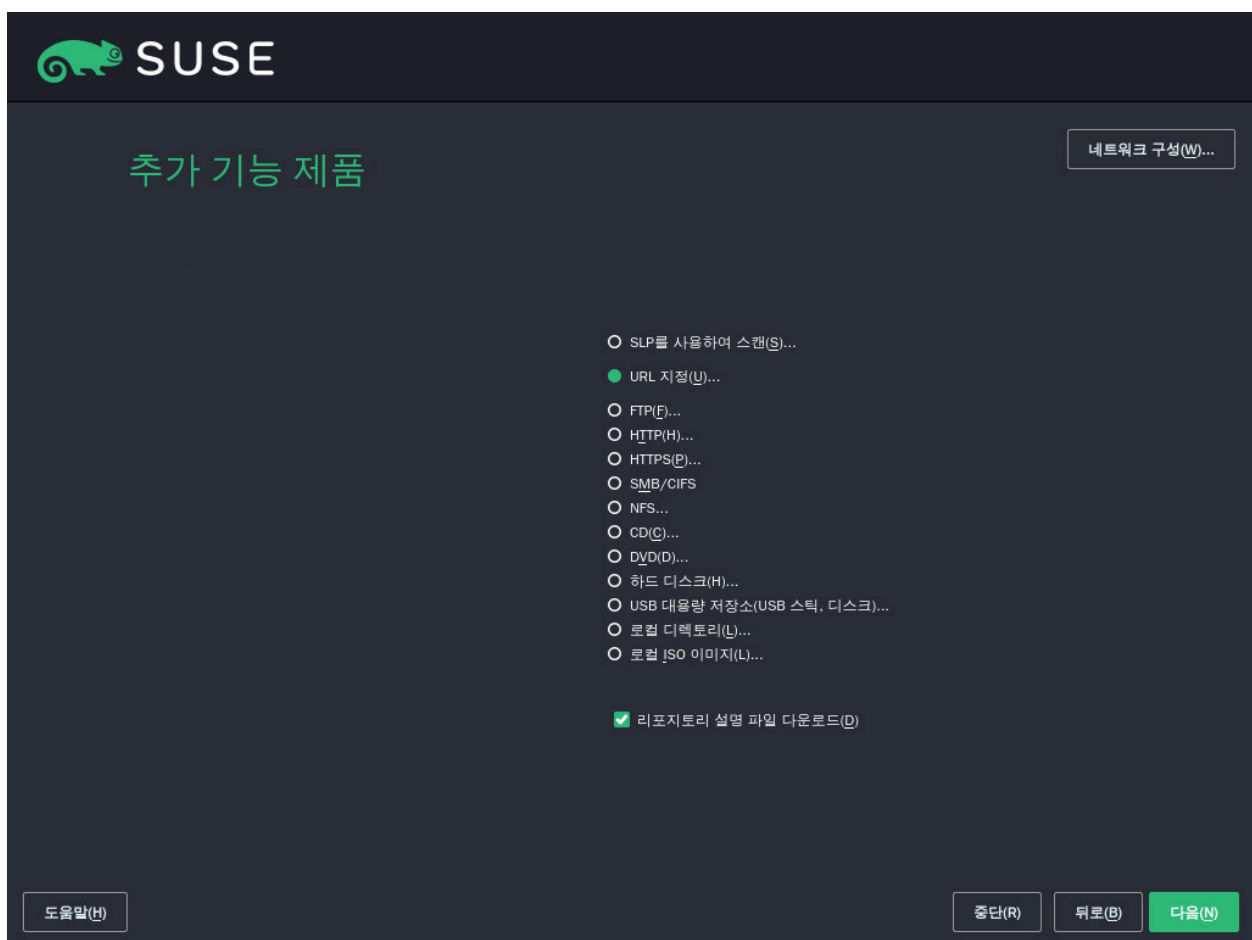 SUSE
추가 기능 제품
네트워크 구성(W)...
SLP를 사용하여 스캔(S)...
URL 지정(U)...
FTP(F)...
HTTP(H)...
HTTPS(P)...
SMB/CIFS
NFS...
CD(C)...
DVD(D)...
하드 디스크(H)...
USB 대용량 저장소(USB 스틱, 디스크)...
로컬 디렉토리(L)...
로컬 ISO 이미지(L)...
리포지토리 설명 파일 다운로드(D)
도움말(H)
중단(R)
뒤로(B)
다음(N)